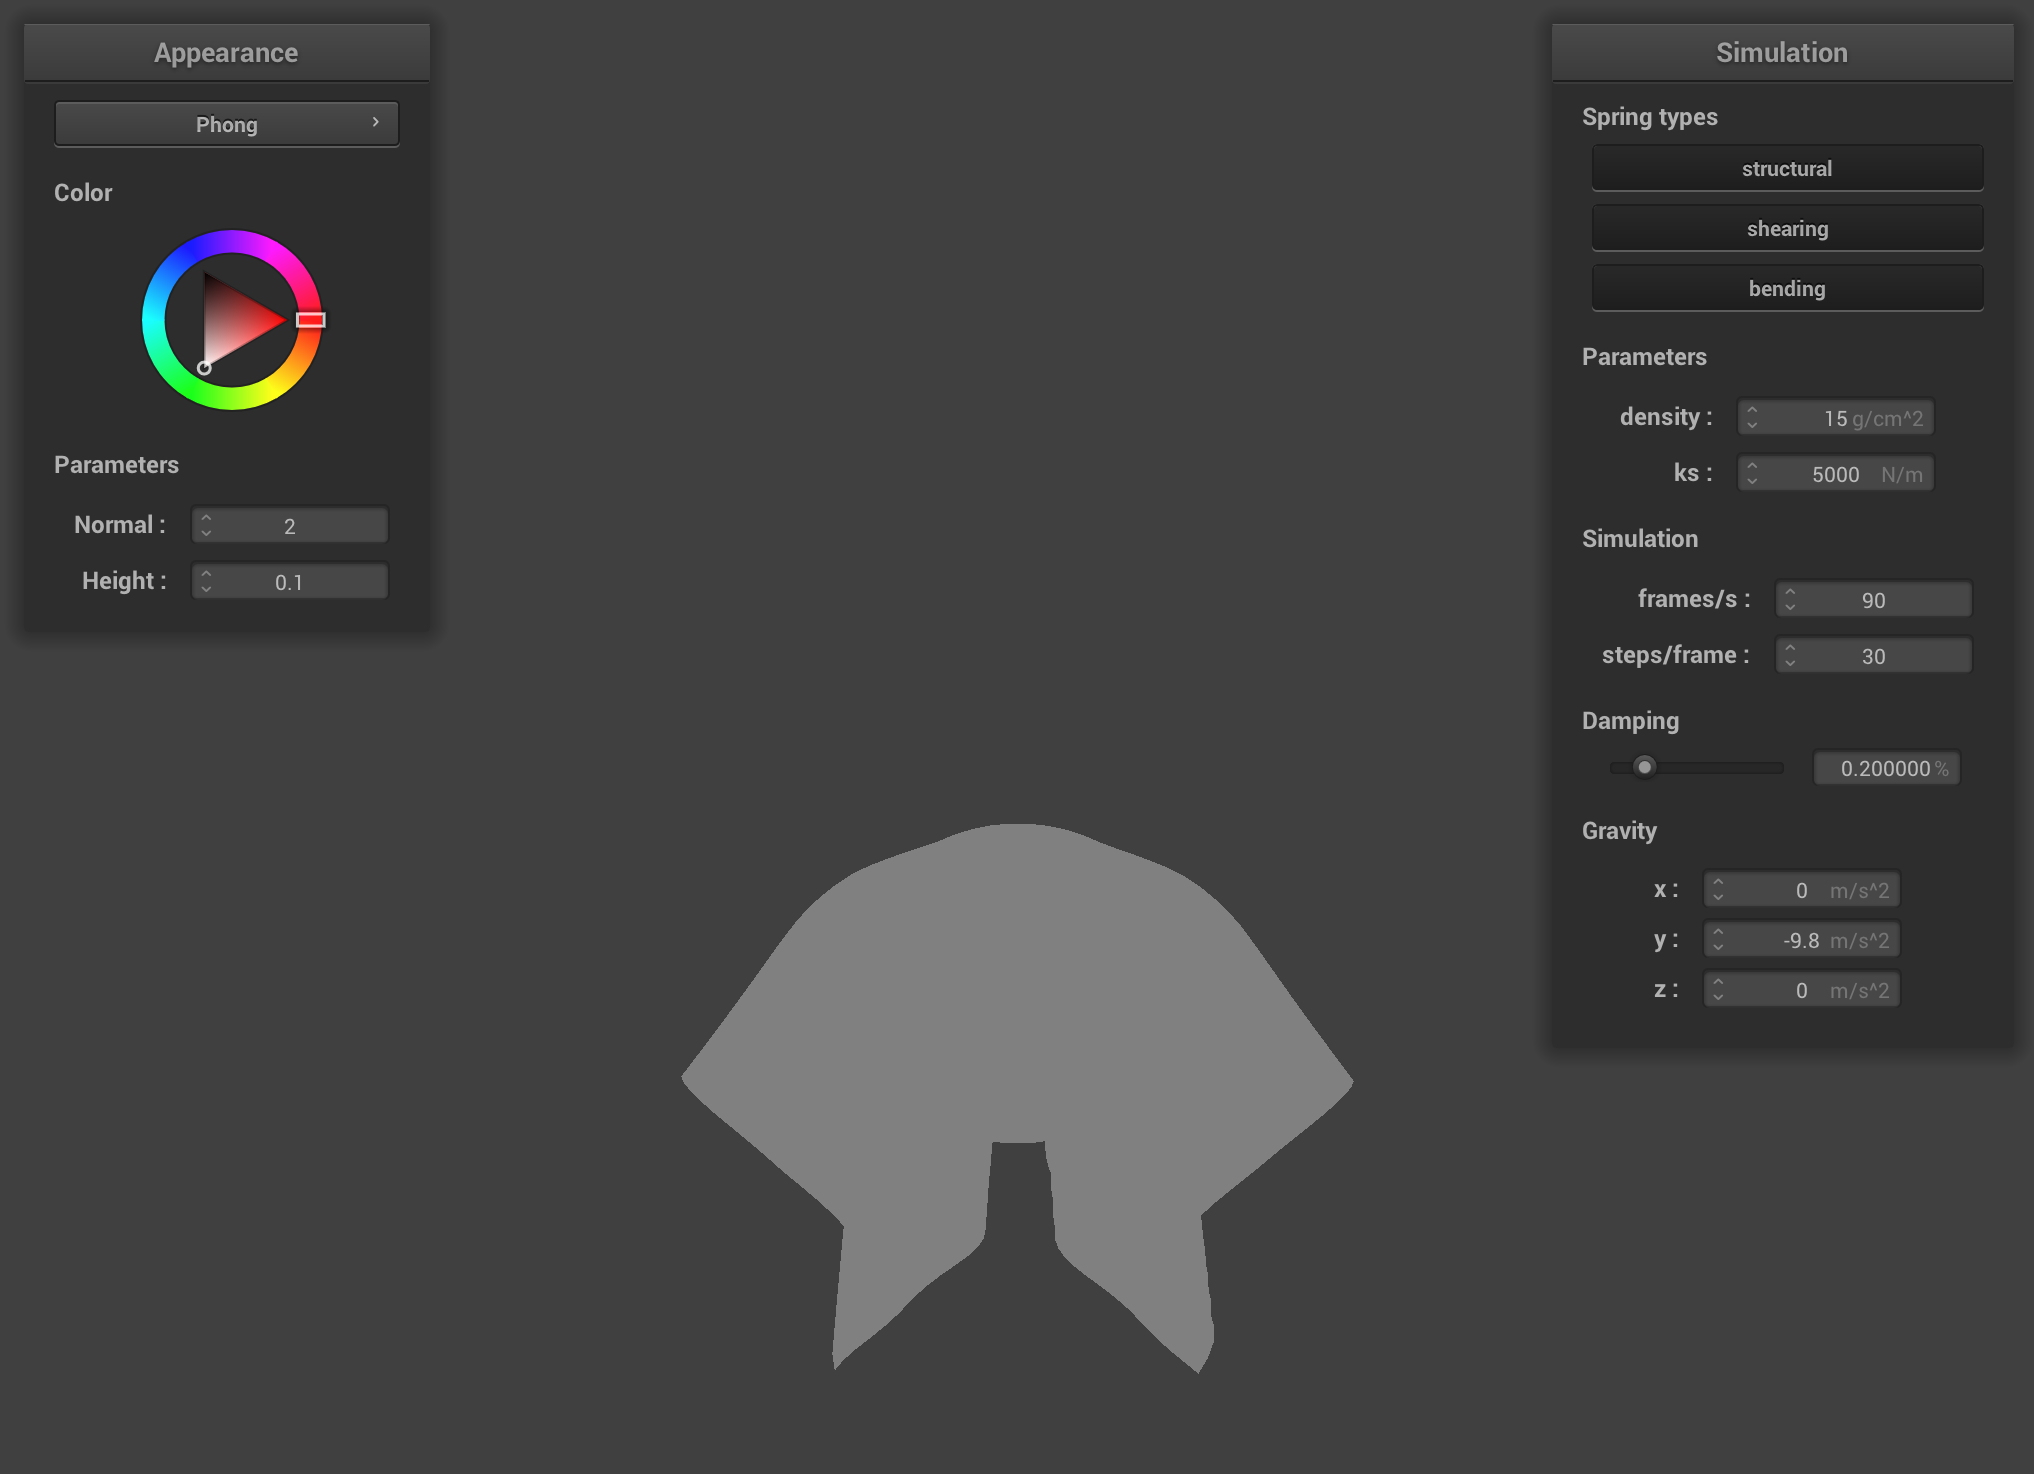 Appearance
Phong
Color
Parameters
Normal : 2
Height : 0.1
Simulation
Spring types
structural
shearing
bending
Parameters
density : 15 g/cm^2
ks : 5000 N/m
Simulation
frames/s : 90
steps/frame : 30
Damping
0.200000 %
Gravity
x : 0 m/s^2
y : -9.8 m/s^2
z : 0 m/s^2